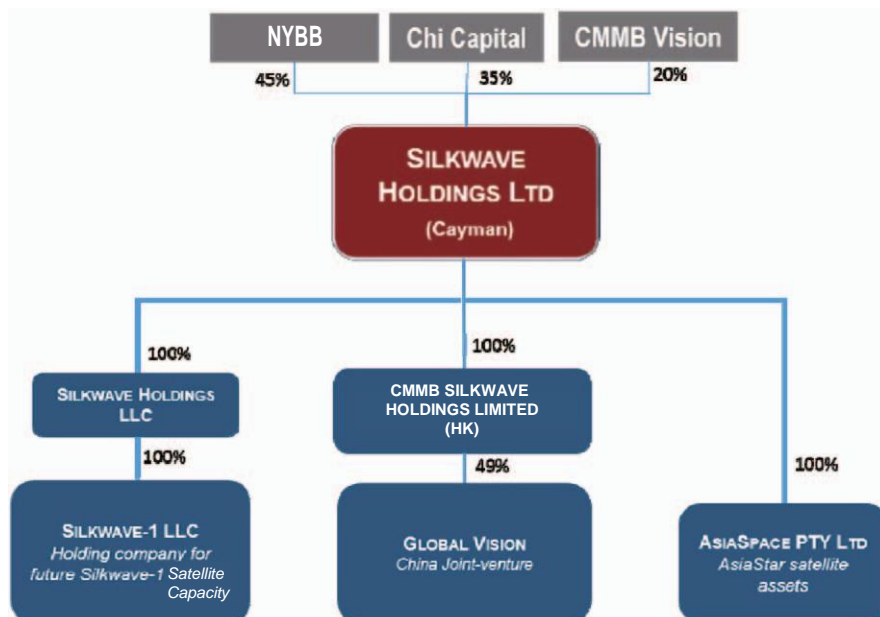 NYBB
Chi Capital
CMMB Vision
45%
35%
20%
SILKWAVE
HOLDINGS LTD
(Cayman)
100%
100%
100%
SILKWAVE HOLDINGS
LLC
CMMB SILKWAVE
HOLDINGS LIMITED
(HK)
100%
49%
SILKWAVE-1 LLC
Holding company for
future Silkwave-1 Satellite
Capacity
GLOBAL VISION
China Joint-venture
ASIASPACE PTY LTD
AsiaStar satellite
assets